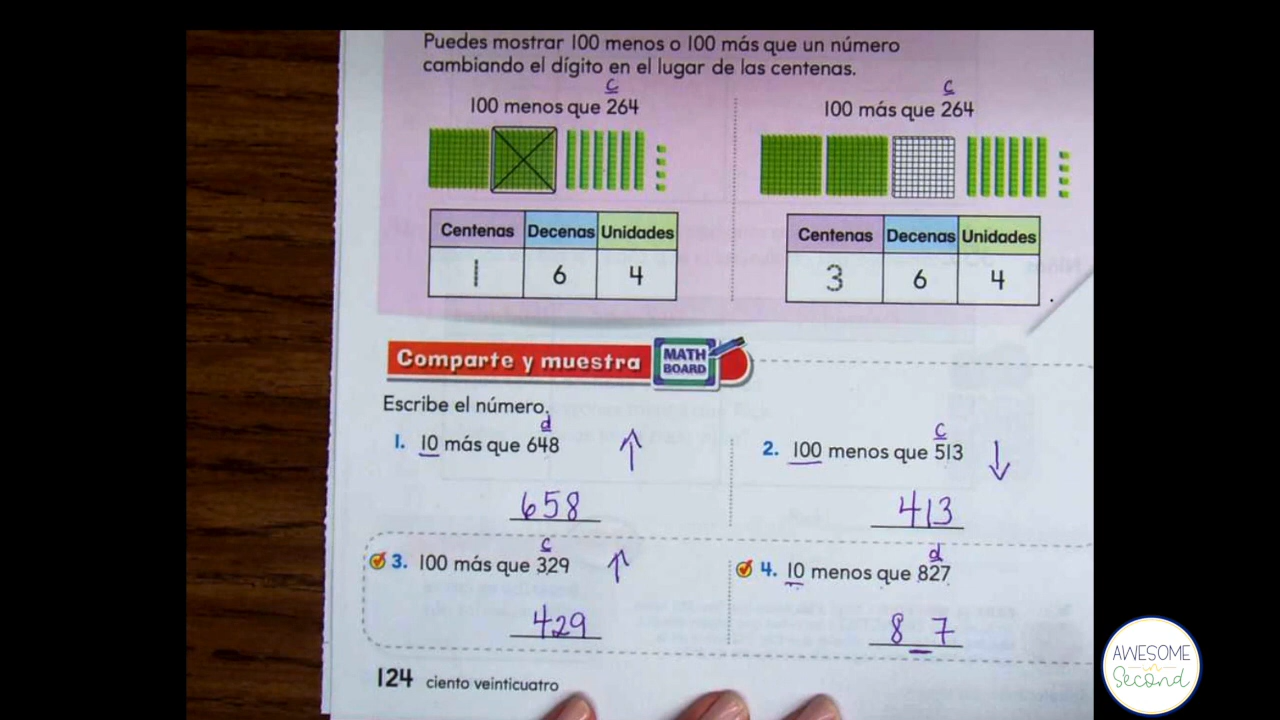 Puedes mostrar 100 menos o 100 más que un número
cambiando el dígito en el lugar de las centenas.
c
100 menos que 264
c
100 más que 264
Centenas Decenas Unidades
1 6 4
Centenas Decenas Unidades
3 6 4
Comparte y muestra
MATH
BOARD
Escribe el número.
d
1. 10 más que 648
658
c
2. 100 menos que 513
413
c
3. 100 más que 329
429
d
4. 10 menos que 827
8 _ 7
124 ciento veinticuatro
AWESOME
in
Second